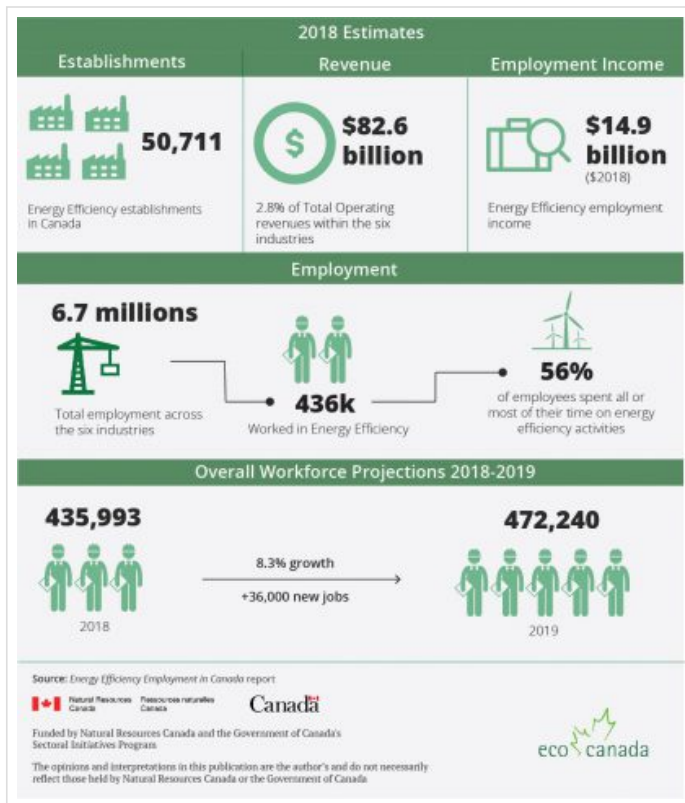 2018 Estimates
Establishments
Revenue
Employment Income
50,711
Energy Efficiency establishments
in Canada
$
$82.6
billion
2.8% of Total Operating
revenues within the six
industries
$14.9
billion
($2018)
Energy Efficiency employment
income
Employment
6.7 millions
Total employment across
the six industries
436k
Worked in Energy Efficiency
56%
of employees spent all or
most of their time on energy
efficiency activities
Overall Workforce Projections 2018-2019
435,993
2018
8.3% growth
+36,000 new jobs
472,240
2019
Source: Energy Efficiency Employment in Canada report
Natural Resources
Canada
Ressources naturelles
Canada
Canada
Funded by Natural Resources Canada and the Government of Canada's
Sectoral Initiatives Program
The opinions and interpretations in this publication are the author's and do not necessarily
reflect those held by Natural Resources Canada or the Government of Canada
eco canada